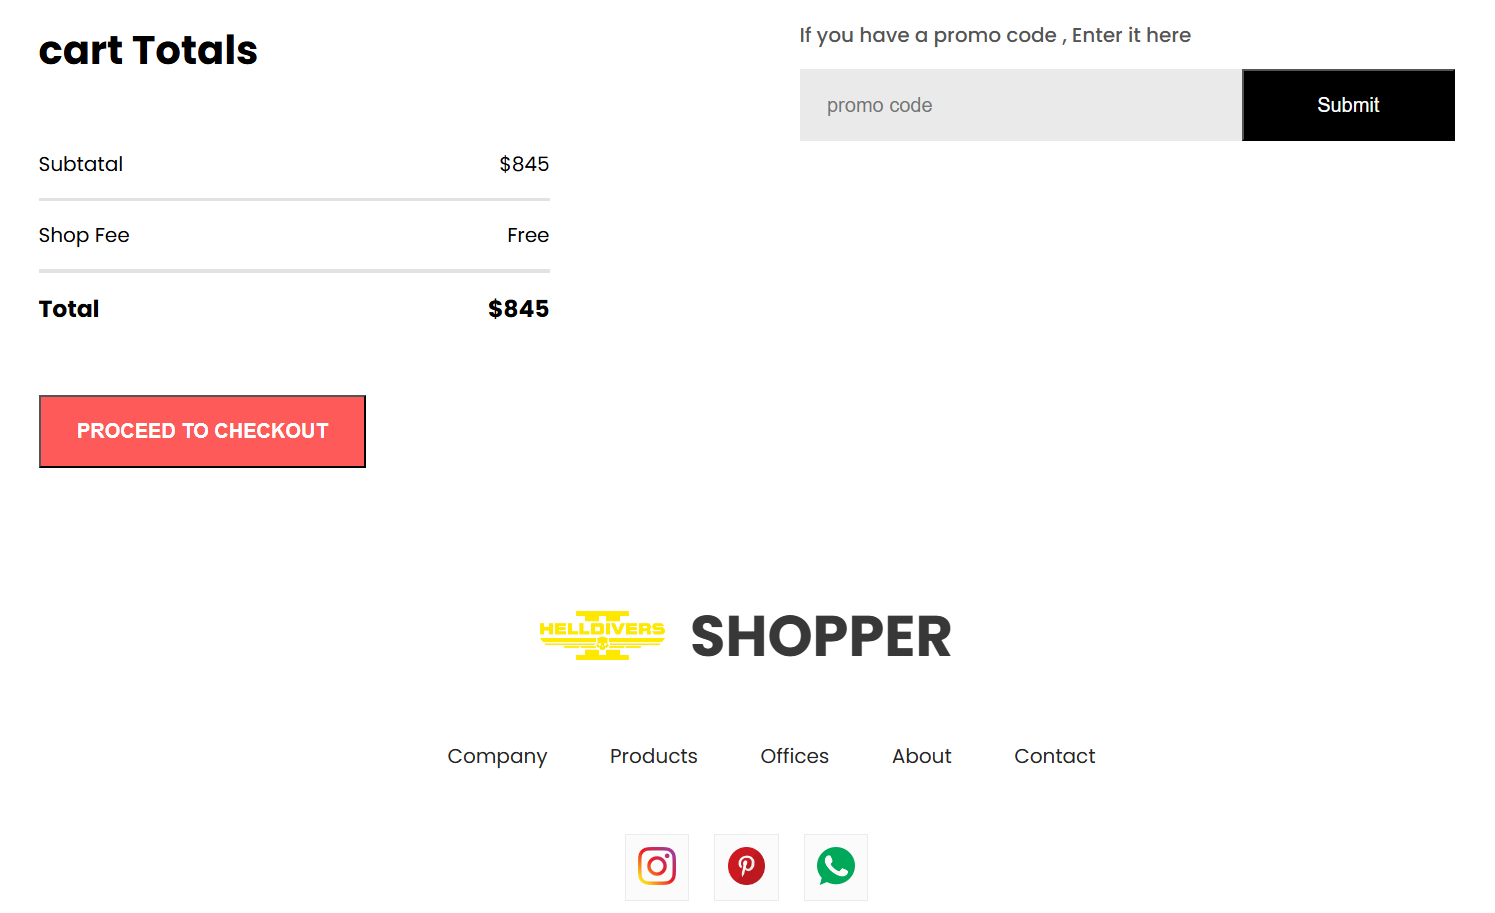 cart Totals
Subtatal $845
Shop Fee Free
Total $845
PROCEED TO CHECKOUT
If you have a promo code , Enter it here
promo code Submit
HELLDIVERS
SHOPPER
Company Products Offices About Contact